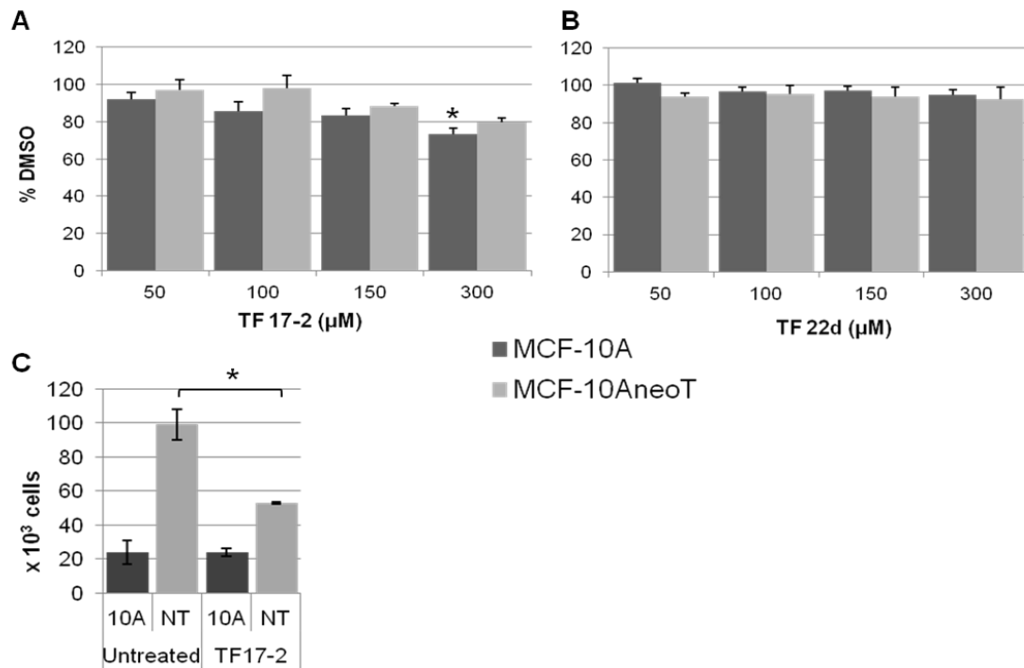 A
120
100
80
60
40
20
0
% DMSO
*
50 100 150 300
TF 17-2 (µM)
B
120
100
80
60
40
20
0
50 100 150 300
TF 22d (µM)
MCF-10A
MCF-10AneoT
C
120
100
80
60
40
20
0
x 10³ cells
*
10A NT 10A NT
Untreated TF17-2